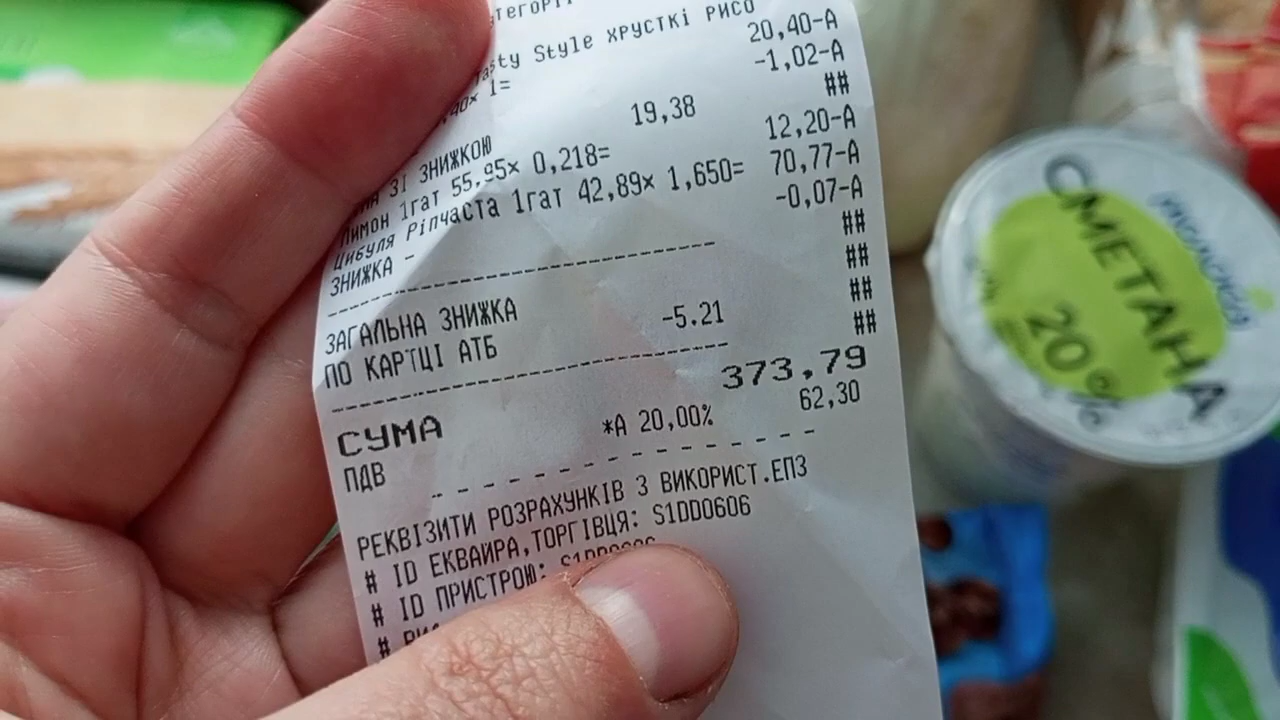 тегорі
Tasty Style хрусткі рисо
1= 20,40-А
-1,02-А
##
ЗІ ЗНИЖКОЮ 19,38
Лимон 1гат 55,95× 0,218= 12,20-А
Цибуля Ріпчаста 1гат 42,89× 1,650= 70,77-А
ЗНИЖКА - -0,07-А
##
ЗАГАЛЬНА ЗНИЖКА ##
ПО КАРТЦІ АТБ -5.21 ##
##
СУМА 373,79
ПДВ *А 20,00% 62,30
РЕКВІЗИТИ РОЗРАХУНКІВ З ВИКОРИСТ.ЕПЗ
# ID ЕКВАЙРА,ТОРГІВЦЯ: S1DD0606
# ID ПРИСТРОЮ:
#
СМЕТАНА
20%